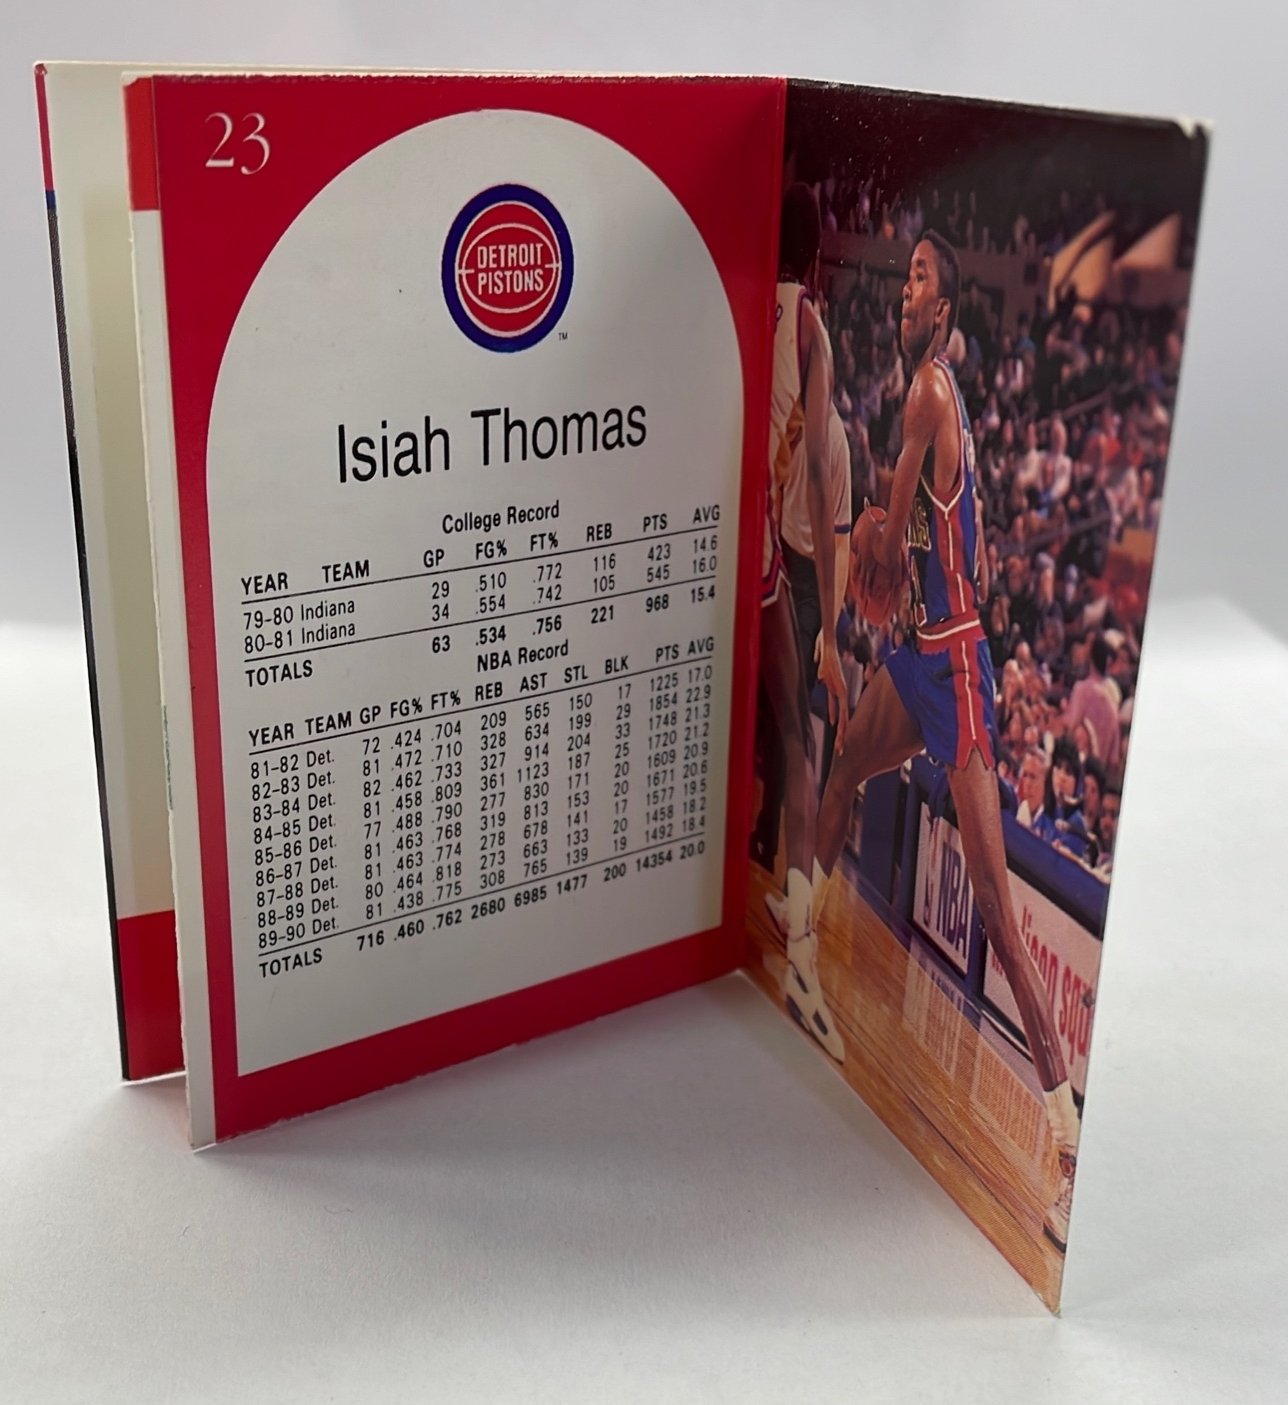 23
DETROIT
PISTONS
™
Isiah Thomas
College Record
YEAR TEAM GP FG% FT% REB PTS AVG
79-80 Indiana 29 .510 .772 116 423 14.6
80-81 Indiana 34 .554 .742 105 545 16.0
TOTALS 63 .534 .756 221 968 15.4
NBA Record
YEAR TEAM GP FG% FT% REB AST STL BLK PTS AVG
81-82 Det. 72 .424 .704 209 565 150 17 1225 17.0
82-83 Det. 81 .472 .710 328 634 199 29 1854 22.9
83-84 Det. 82 .462 .733 327 914 204 33 1748 21.3
84-85 Det. 81 .458 .809 361 1123 187 25 1720 21.2
85-86 Det. 77 .488 .790 277 830 171 20 1609 20.9
86-87 Det. 81 .463 .768 319 813 153 20 1671 20.6
87-88 Det. 81 .463 .774 278 678 141 17 1577 19.5
88-89 Det. 80 .464 .818 273 663 133 20 1458 18.2
89-90 Det. 81 .438 .775 308 765 139 19 1492 18.4
TOTALS 716 .460 .762 2680 6985 1477 200 14354 20.0
NBA